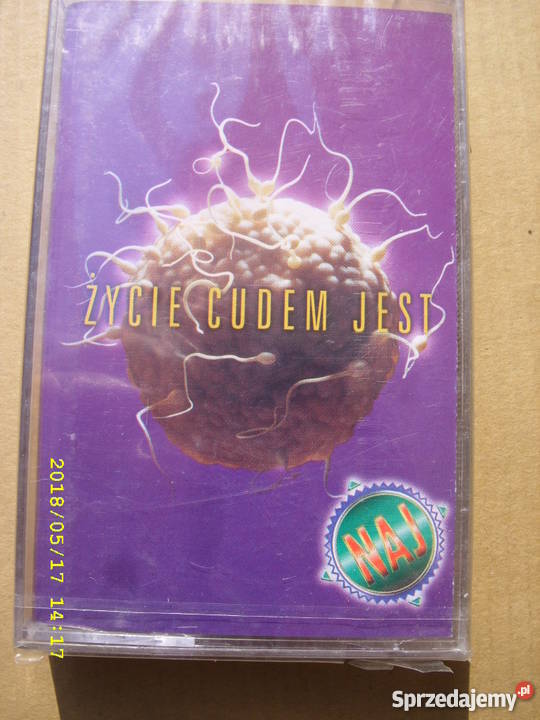 ŻYCIE CUDEM JEST
NAJ
2018/05/17 14:17
Sprzedajemy.pl